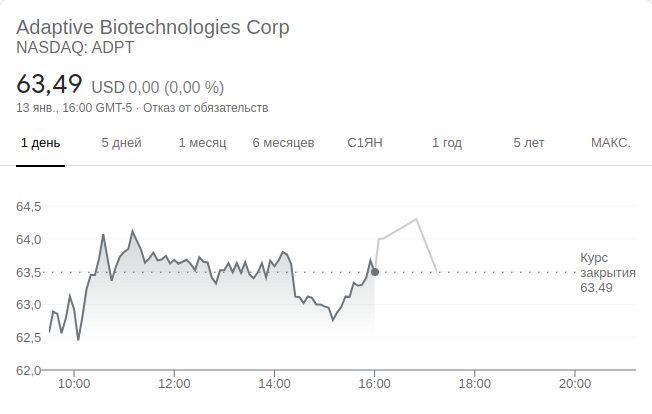 Adaptive Biotechnologies Corp
NASDAQ: ADPT
63,49 USD 0,00 (0,00 %)
13 янв., 16:00 GMT-5 · Отказ от обязательств
1 день 5 дней 1 месяц 6 месяцев С1ЯН 1 год 5 лет МАКС.
64,5
64,0
63,5
63,0
62,5
62,0
Курс
закрытия
63,49
10:00 12:00 14:00 16:00 18:00 20:00